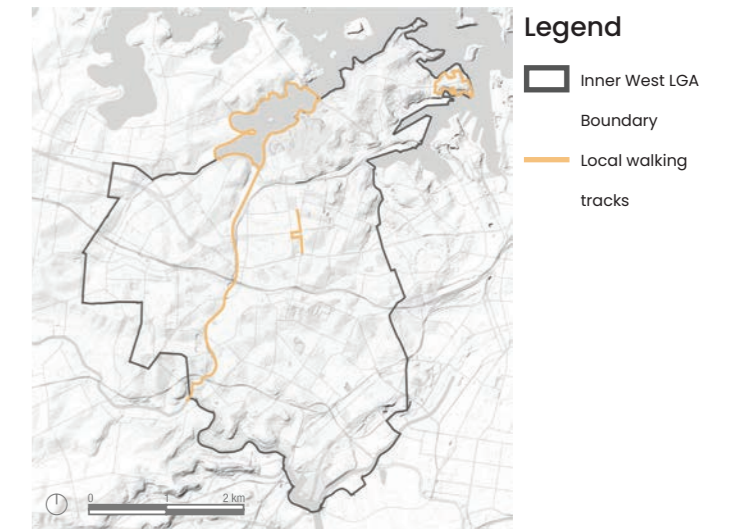 Legend
Inner West LGA
Boundary
Local walking
tracks
0 1 2 km